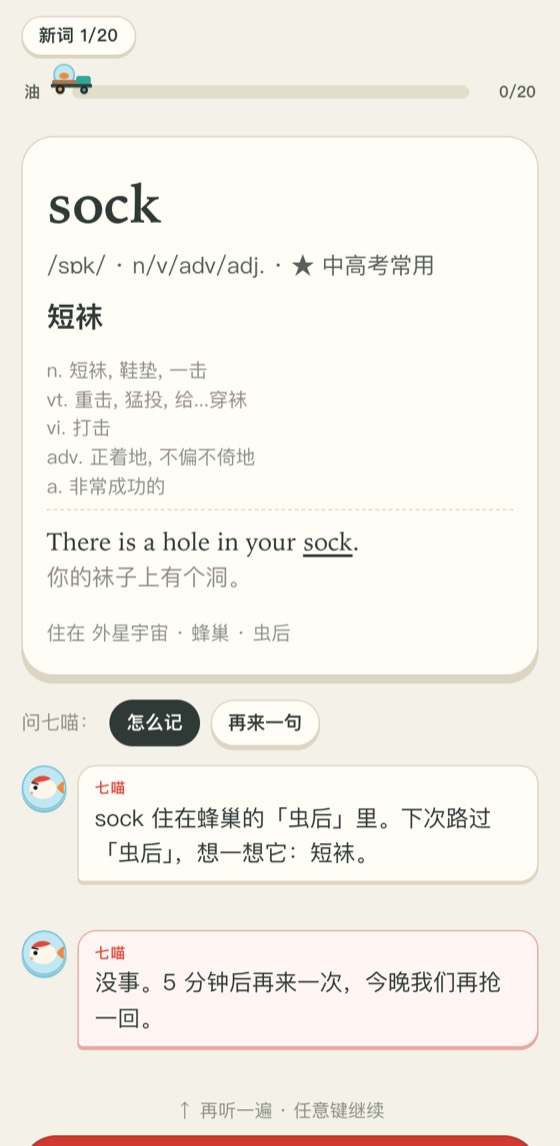 新词 1/20
油 0/20
sock
/sɒk/ · n/v/adv/adj. · ★ 中高考常用
短袜
n. 短袜, 鞋垫, 一击
vt. 重击, 猛投, 给...穿袜
vi. 打击
adv. 正着地, 不偏不倚地
a. 非常成功的
There is a hole in your sock.
你的袜子上有个洞。
住在 外星宇宙 · 蜂巢 · 虫后
问七喵： 怎么记 再来一句
七喵
sock 住在蜂巢的「虫后」里。下次路过
「虫后」，想一想它：短袜。
七喵
没事。5 分钟后再来一次，今晚我们再抢
一回。
↑ 再听一遍 · 任意键继续